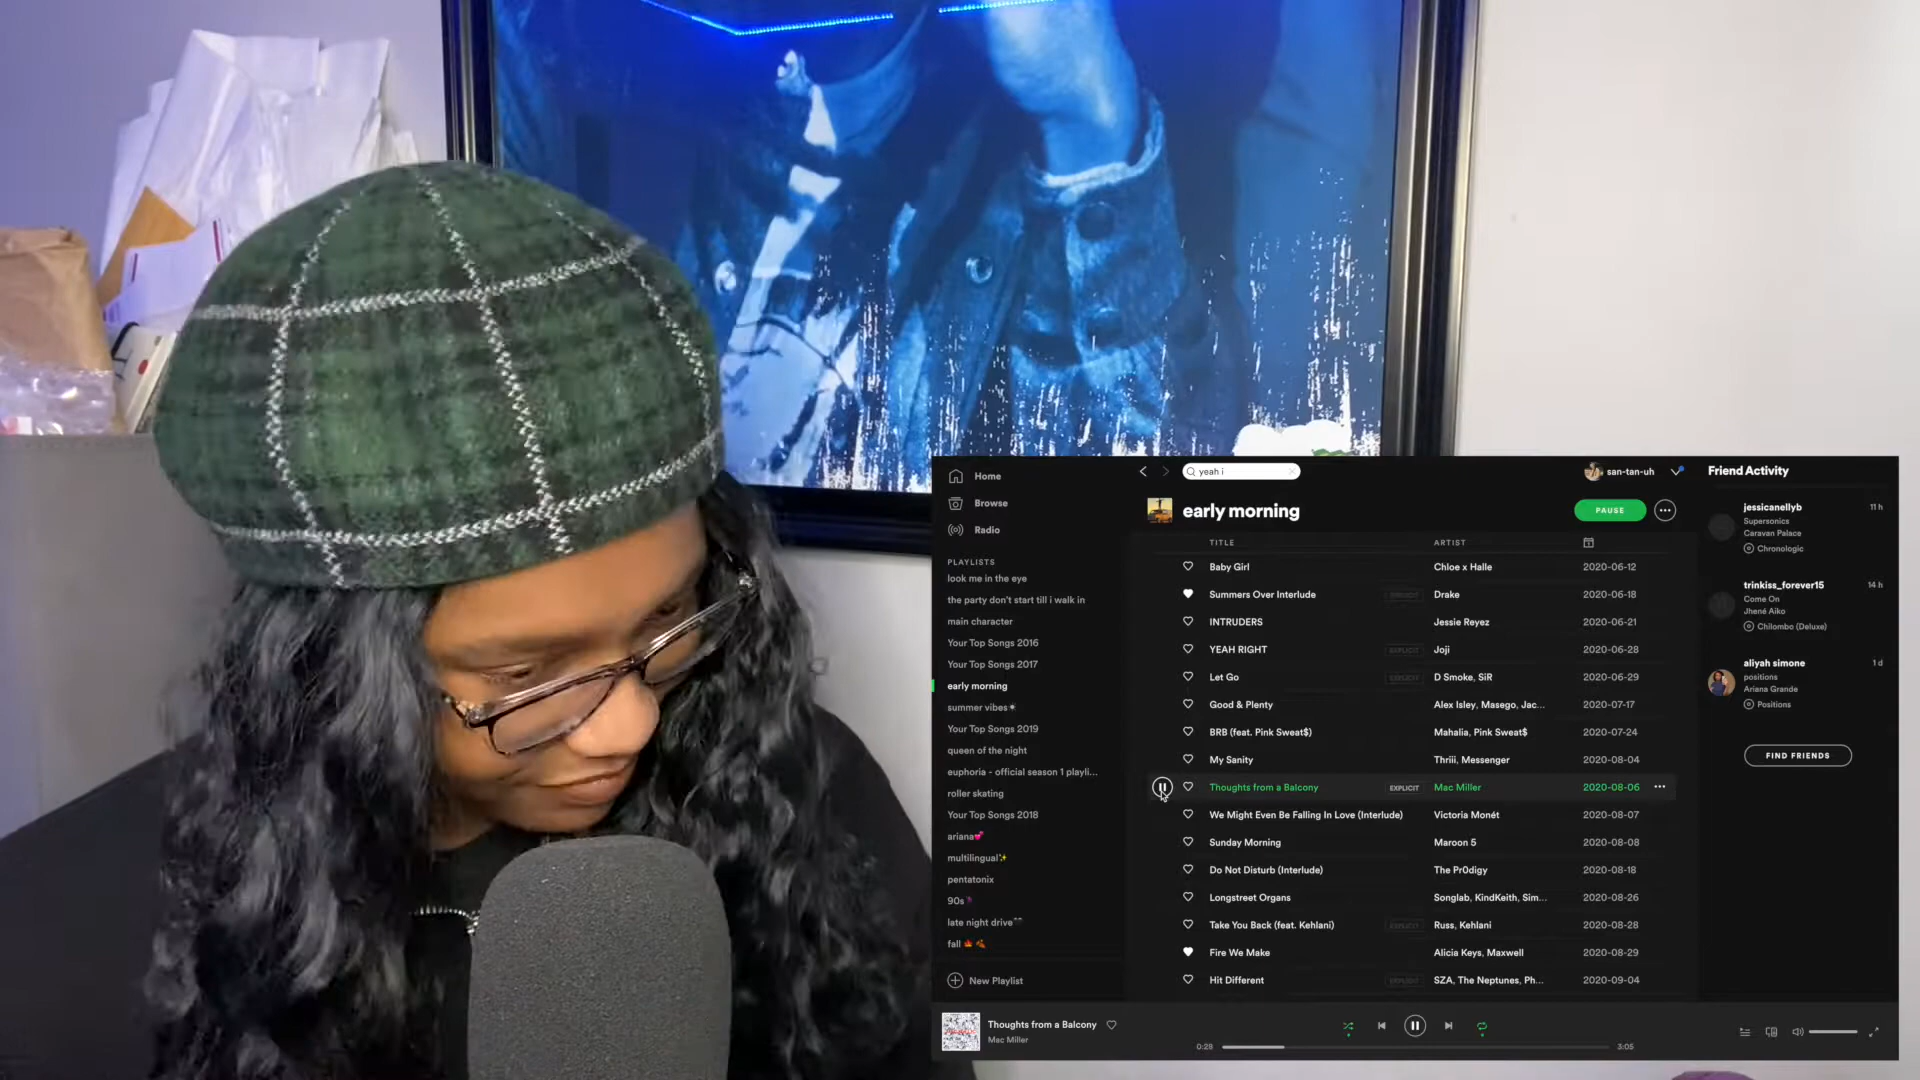 Home
Browse
Radio
PLAYLISTS
look me in the eye
the party don't start till i walk in
main character
Your Top Songs 2016
Your Top Songs 2017
early morning
summer vibes☀
Your Top Songs 2019
queen of the night
euphoria - official season 1 playli...
roller skating
Your Top Songs 2018
ariana💕
multilingual✨
pentatonix
90s
late night drive
fall 🍁🍂
New Playlist
yeah i
san-tan-uh
early morning
PAUSE
TITLE ARTIST
Baby Girl Chloe x Halle 2020-06-12
Summers Over Interlude EXPLICIT Drake 2020-06-18
INTRUDERS Jessie Reyez 2020-06-21
YEAH RIGHT EXPLICIT Joji 2020-06-28
Let Go EXPLICIT D Smoke, SiR 2020-06-29
Good & Plenty Alex Isley, Masego, Jac... 2020-07-17
BRB (feat. Pink Sweat$) Mahalia, Pink Sweat$ 2020-07-24
My Sanity Thriii, Messenger 2020-08-04
Thoughts from a Balcony EXPLICIT Mac Miller 2020-08-06
We Might Even Be Falling In Love (Interlude) Victoria Monét 2020-08-07
Sunday Morning Maroon 5 2020-08-08
Do Not Disturb (Interlude) The Pr0digy 2020-08-18
Longstreet Organs Songlab, KindKeith, Sim... 2020-08-26
Take You Back (feat. Kehlani) EXPLICIT Russ, Kehlani 2020-08-28
Fire We Make Alicia Keys, Maxwell 2020-08-29
Hit Different EXPLICIT SZA, The Neptunes, Ph... 2020-09-04
Friend Activity
jessicanellyb 11 h
Supersonics
Caravan Palace
Chronologic
trinkiss_forever15 14 h
Come On
Jhené Aiko
Chilombo (Deluxe)
aliyah simone 1 d
positions
Ariana Grande
Positions
FIND FRIENDS
Thoughts from a Balcony
Mac Miller
0:28 3:05